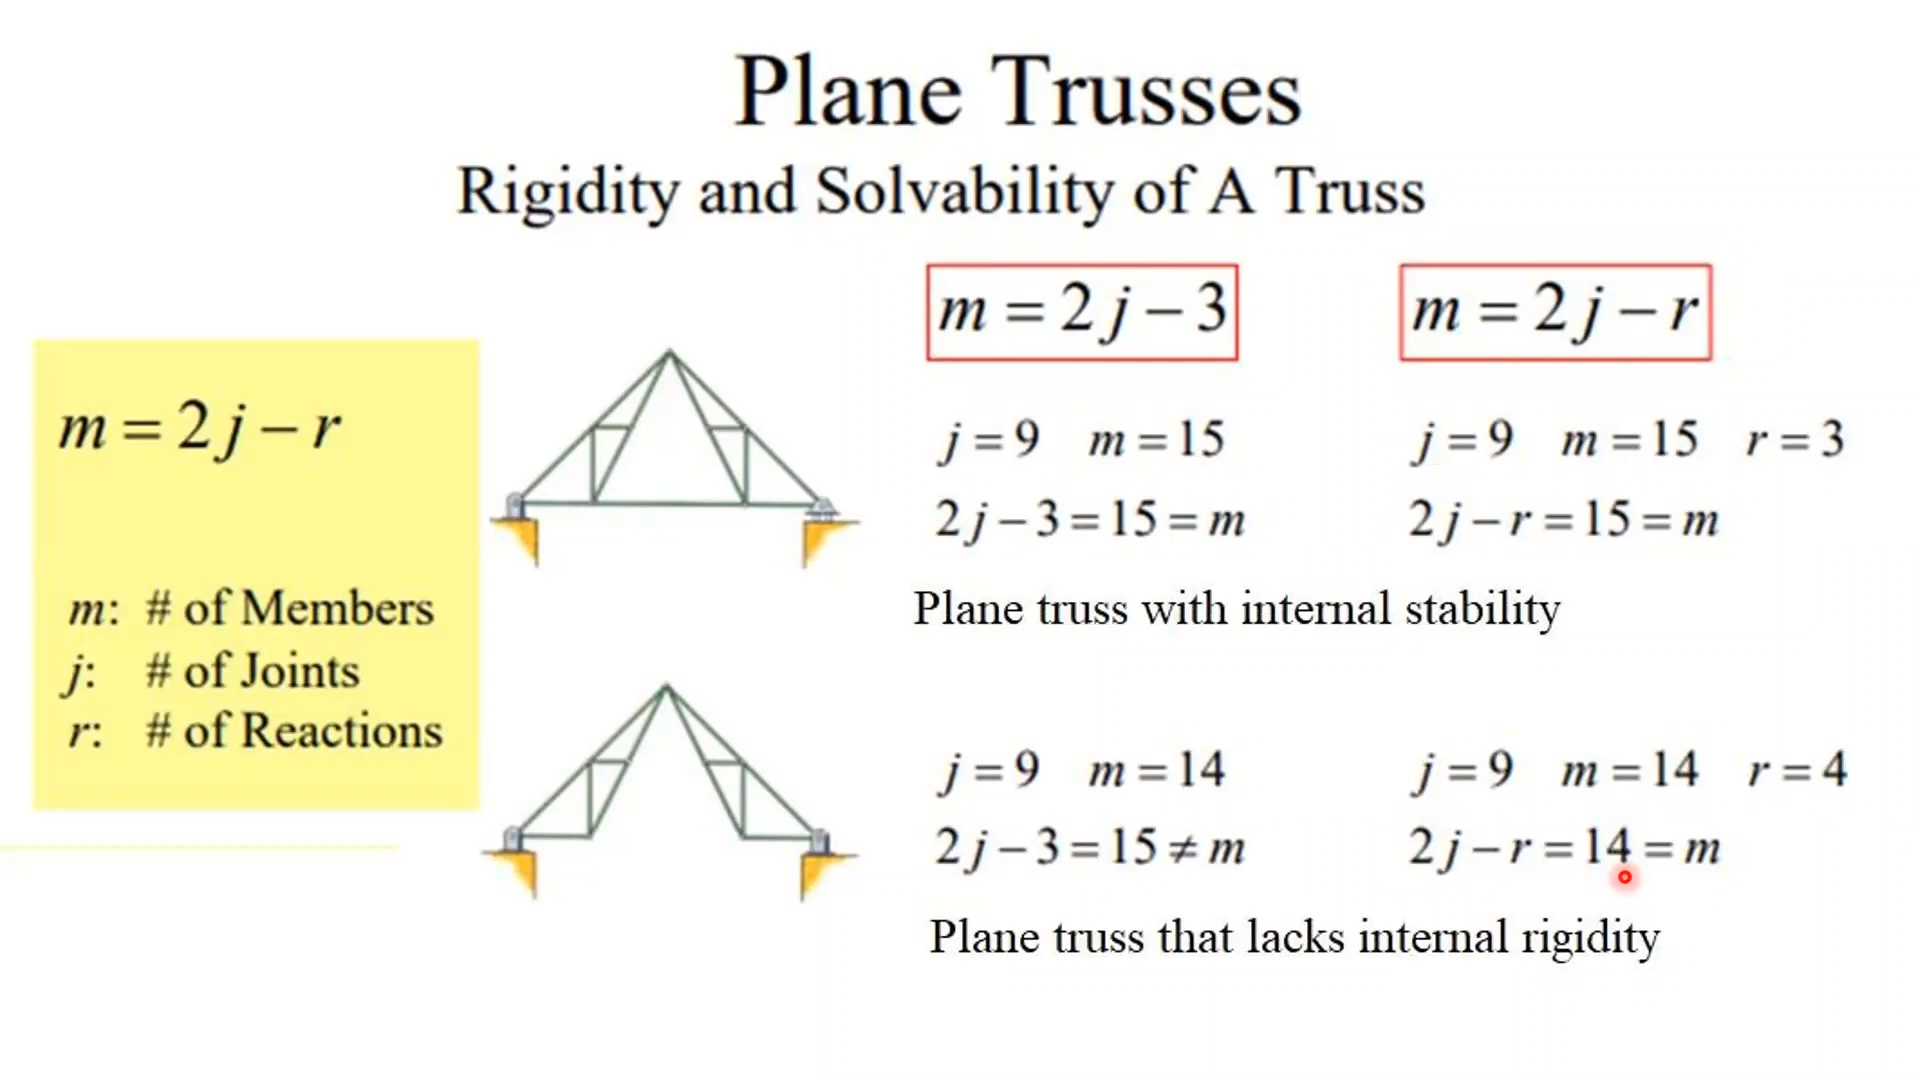 Plane Trusses
Rigidity and Solvability of A Truss
m = 2j − 3
m = 2j − r
m = 2j − r
m: # of Members
j: # of Joints
r: # of Reactions
j = 9 m = 15
j = 9 m = 15 r = 3
2j − 3 = 15 = m
2j − r = 15 = m
Plane truss with internal stability
j = 9 m = 14
j = 9 m = 14 r = 4
2j − 3 = 15 ≠ m
2j − r = 14 = m
Plane truss that lacks internal rigidity